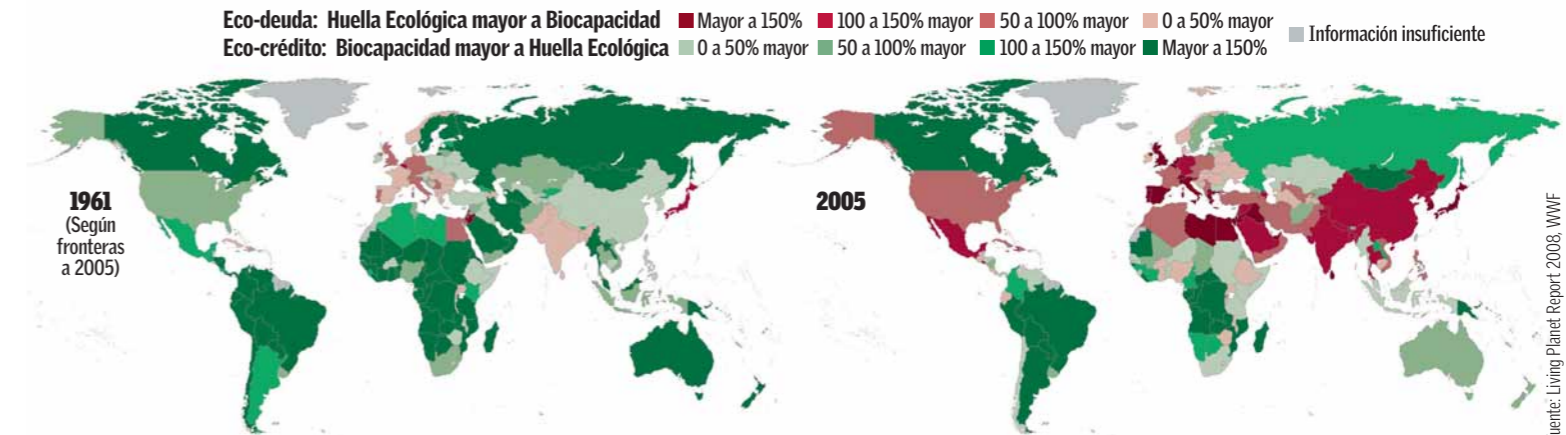 Eco-deuda: Huella Ecológica mayor a Biocapacidad Mayor a 150% 100 a 150% mayor 50 a 100% mayor 0 a 50% mayor
Eco-crédito: Biocapacidad mayor a Huella Ecológica 0 a 50% mayor 50 a 100% mayor 100 a 150% mayor Mayor a 150%
Información insuficiente
1961
(Según
fronteras
a 2005)
2005
uente: Living Planet Report 2008, WWF